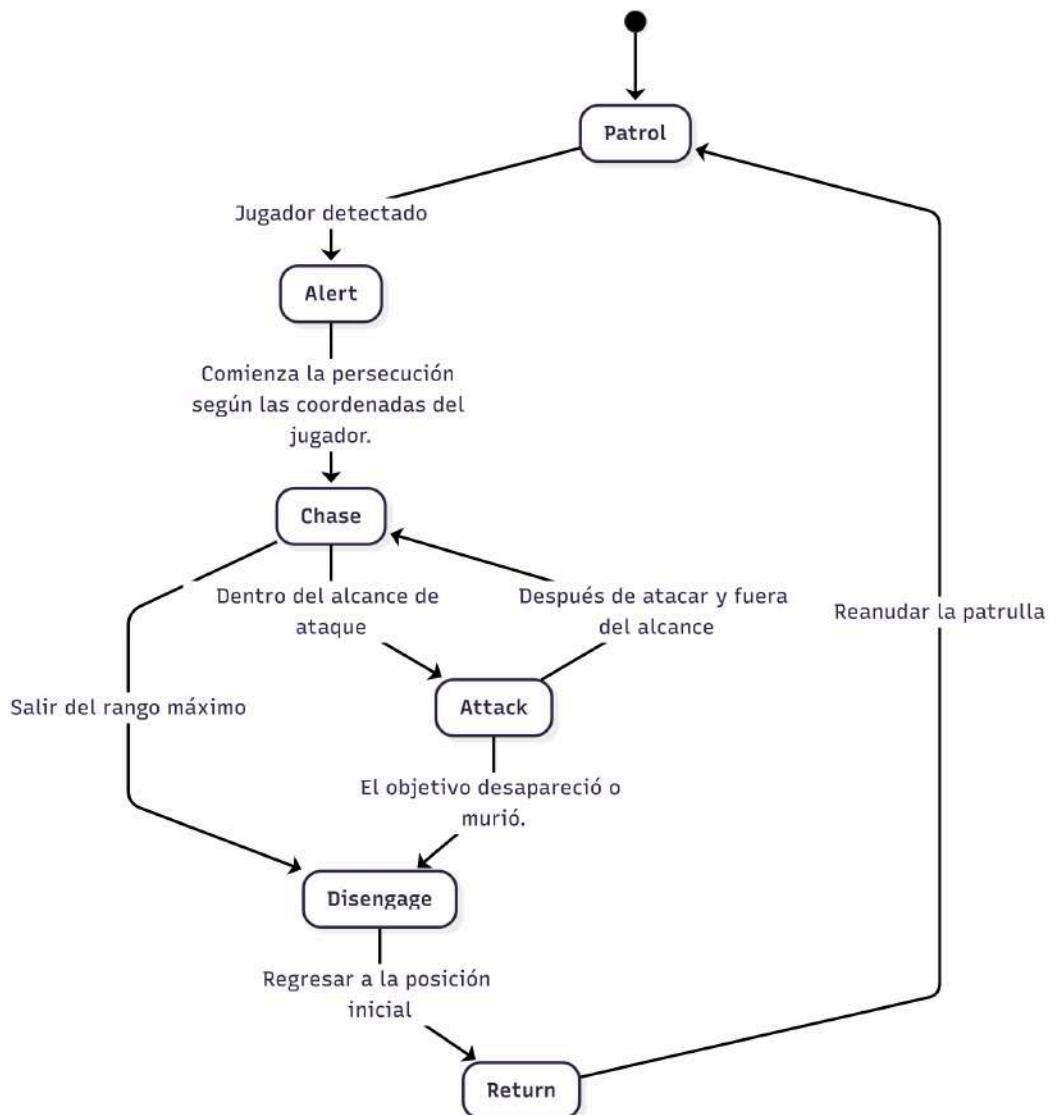 Patrol
Jugador detectado
Alert
Comienza la persecución
según las coordenadas del
jugador.
Chase
Dentro del alcance de
ataque
Después de atacar y fuera
del alcance
Reanudar la patrulla
Salir del rango máximo
Attack
El objetivo desapareció o
murió.
Disengage
Regresar a la posición
inicial
Return